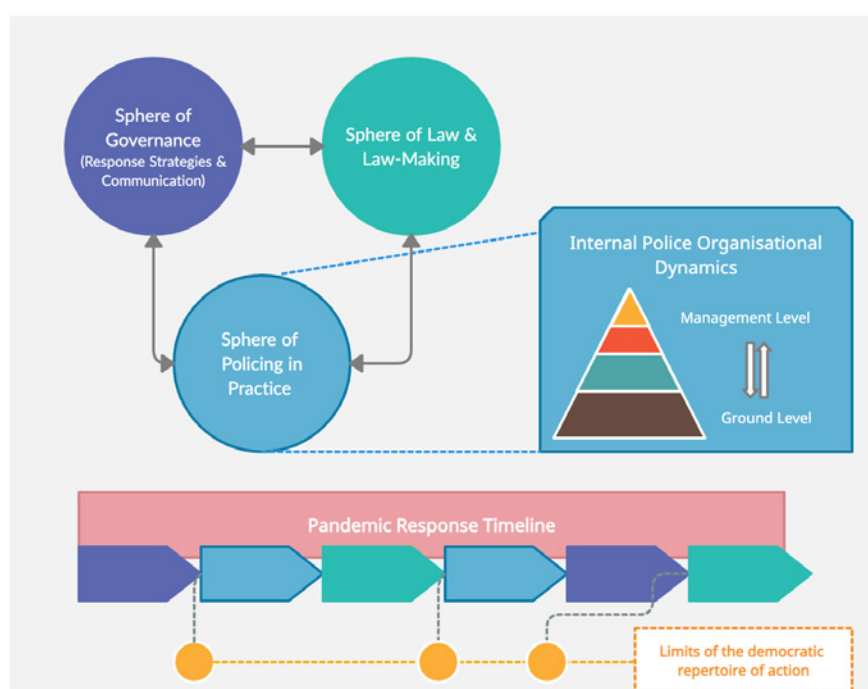 Sphere of
Governance
(Response Strategies &
Communication)
Sphere of Law &
Law-Making
Sphere of
Policing in
Practice
Internal Police Organisational
Dynamics
Management Level
Ground Level
Pandemic Response Timeline
Limits of the democratic
repertoire of action